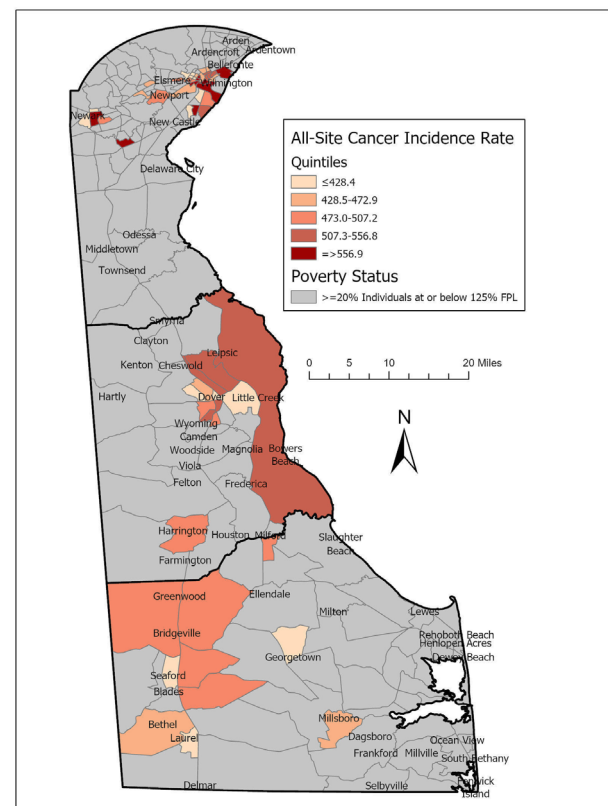 Arden
Ardencroft
Ardentown
Bellefonte
Elsmere
Wilmington
Newport
Newark
New Castle
Delaware City
Odessa
Middletown
Townsend
All-Site Cancer Incidence Rate
Quintiles
≤428.4
428.5-472.9
473.0-507.2
507.3-556.8
=>556.9
Poverty Status
>=20% Individuals at or below 125% FPL
Smyrna
Clayton
Leipsic
Kenton
Cheswold
0 5 10 20 Miles
Hartly
Dover
Little Creek
Wyoming
Camden
Woodside
Magnolia
Bowers
Beach
Viola
Felton
Frederica
N
Harrington
Houston
Milford
Slaughter
Beach
Farmington
Greenwood
Ellendale
Milton
Lewes
Bridgeville
Rehoboth Beach
Henlopen Acres
Dewey Beach
Georgetown
Seaford
Blades
Bethel
Millsboro
Laurel
Dagsboro
Ocean View
Frankford
Millville
South Bethany
Delmar
Selbyville
Fenwick
Island